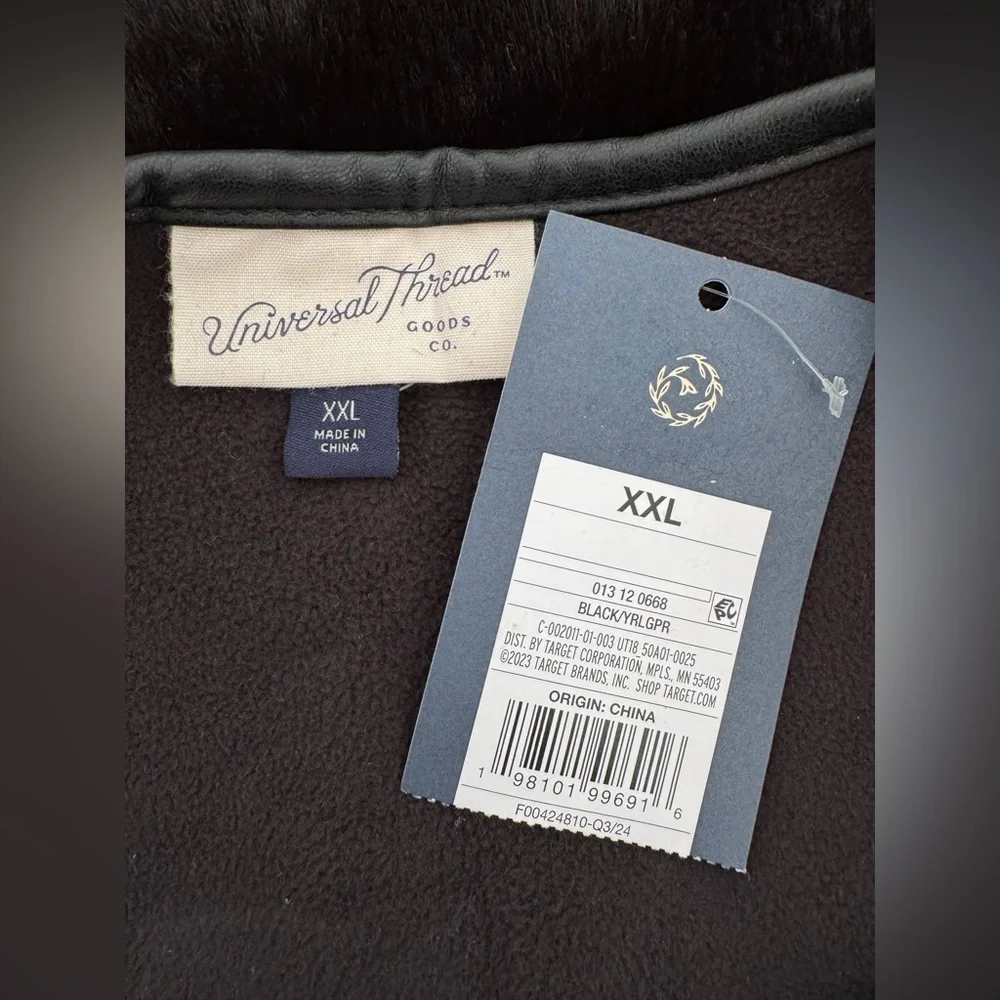 Universal Thread™
GOODS
CO.
XXL
MADE IN
CHINA
XXL
013 12 0668
BLACK/YRLGPR
C-002011-01-003 UT18_50A01-0025
DIST. BY TARGET CORPORATION, MPLS., MN 55403
©2023 TARGET BRANDS, INC. SHOP TARGET.COM
ORIGIN: CHINA
1 98101 99691 6
F00424810-Q3/24